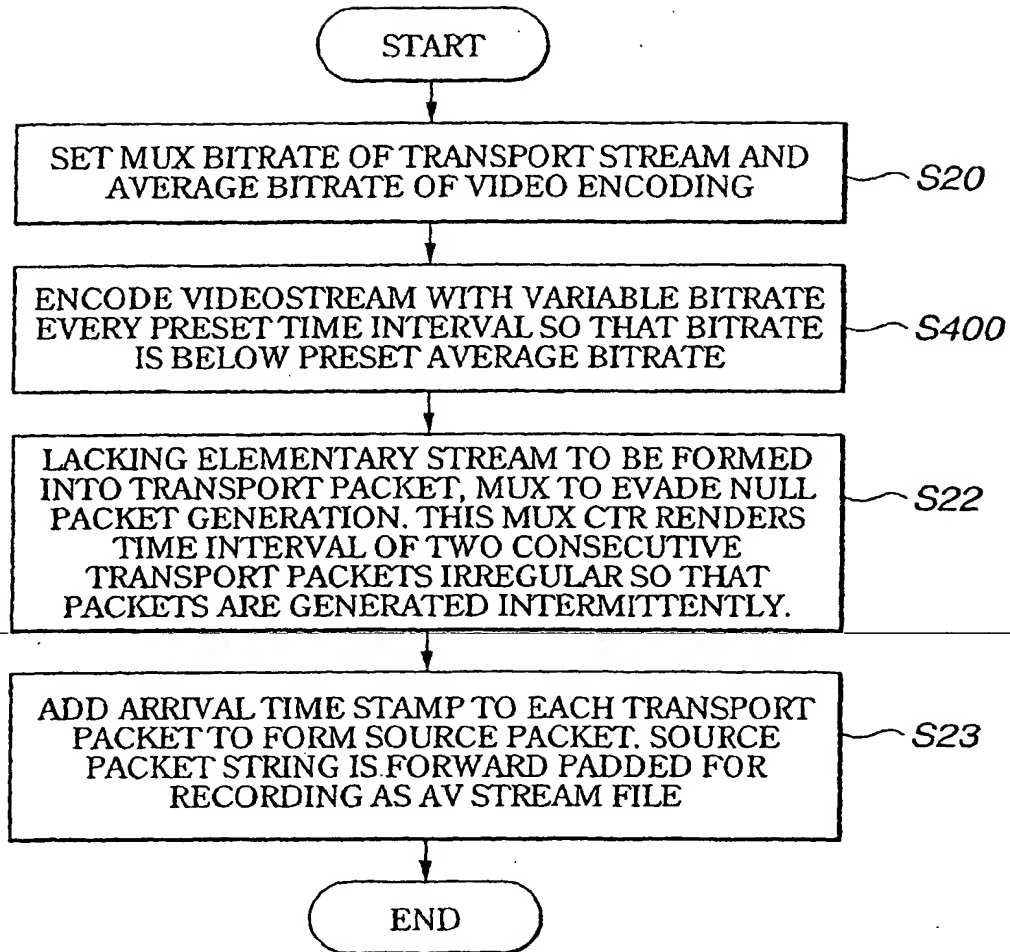 START
SET MUX BITRATE OF TRANSPORT STREAM AND
AVERAGE BITRATE OF VIDEO ENCODING
S20
ENCODE VIDEOSTREAM WITH VARIABLE BITRATE
EVERY PRESET TIME INTERVAL SO THAT BITRATE
IS BELOW PRESET AVERAGE BITRATE
S400
LACKING ELEMENTARY STREAM TO BE FORMED
INTO TRANSPORT PACKET, MUX TO EVADE NULL
PACKET GENERATION. THIS MUX CTR RENDERS
TIME INTERVAL OF TWO CONSECUTIVE
TRANSPORT PACKETS IRREGULAR SO THAT
PACKETS ARE GENERATED INTERMITTENTLY.
S22
ADD ARRIVAL TIME STAMP TO EACH TRANSPORT
PACKET TO FORM SOURCE PACKET. SOURCE
PACKET STRING IS FORWARD PADDED FOR
RECORDING AS AV STREAM FILE
S23
END